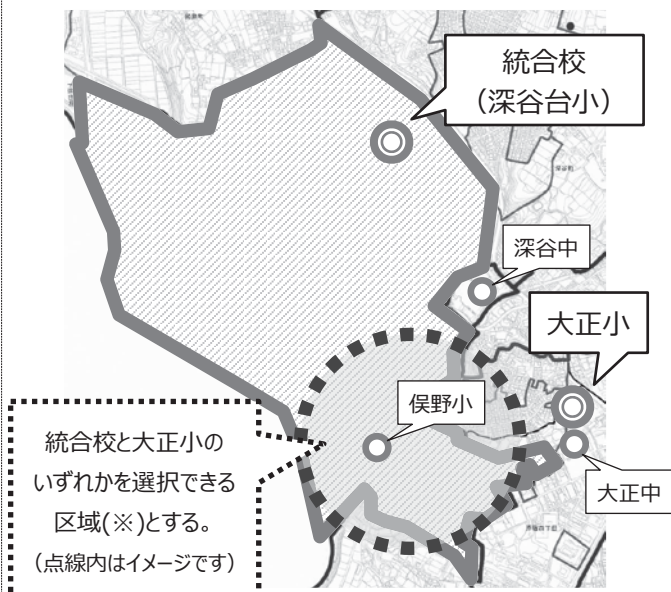 統合校
（深谷台小）
深谷中
大正小
俣野小
大正中
統合校と大正小の
いずれかを選択できる
区域(※)とする。
（点線内はイメージです）